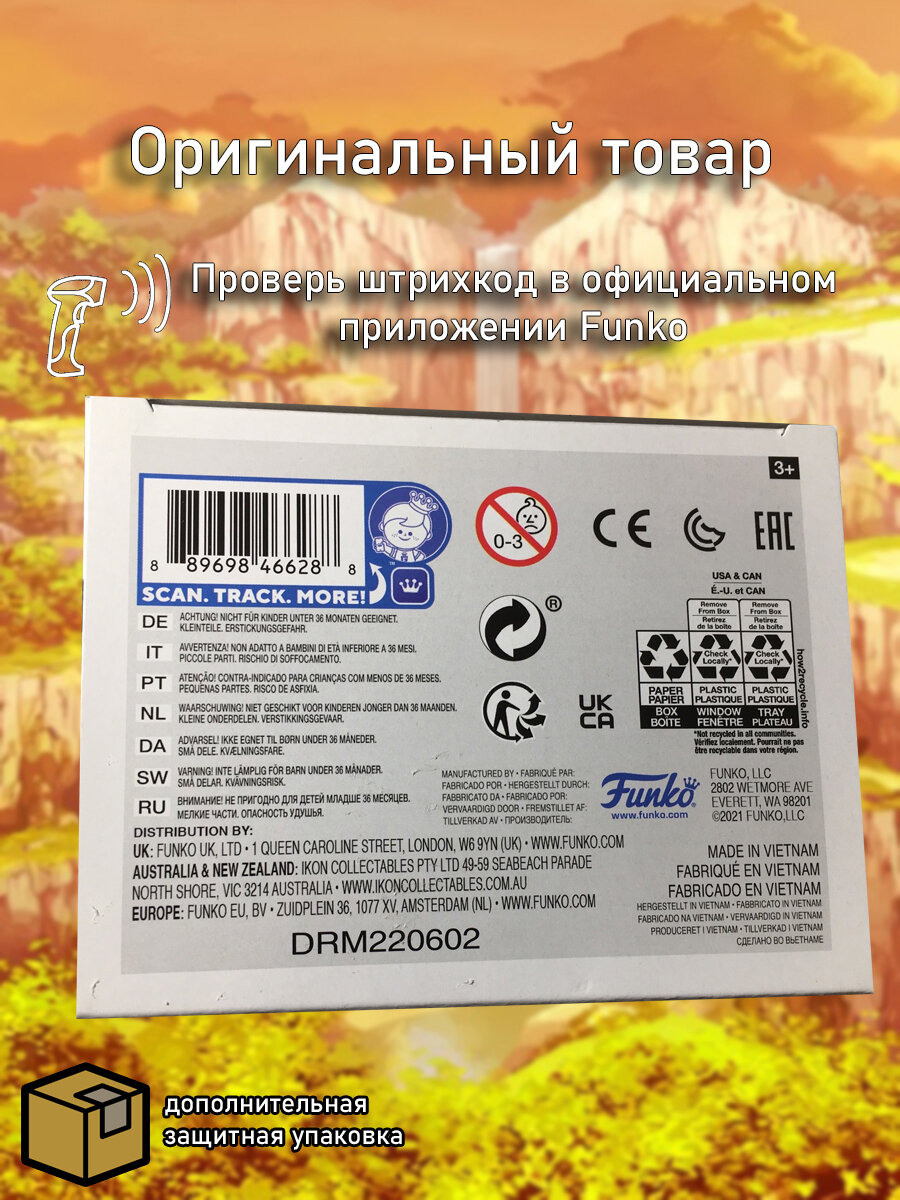 Оригинальный товар
Проверь штрихкод в официальном
приложении Funko
3+
8 89698 46628 8
SCAN. TRACK. MORE!
™
0-3
CE
EAC
®
UK
CA
USA & CAN
É.-U. et CAN
Remove From Box
Retirez de la boîte
Remove From Box
Retirez de la boîte
Check Locally*
Check Locally*
PAPER PAPIER
PLASTIC PLASTIQUE
PLASTIC PLASTIQUE
BOX BOÎTE
WINDOW FENÊTRE
TRAY PLATEAU
how2recycle.info
*Not recycled in all communities.
Vérifiez localement. Pourrait ne pas
être recyclable dans votre région.
DE ACHTUNG! NICHT FÜR KINDER UNTER 36 MONATEN GEEIGNET.
KLEINTEILE. ERSTICKUNGSGEFAHR.
IT AVVERTENZA! NON ADATTO A BAMBINI DI ETÀ INFERIORE A 36 MESI.
PICCOLE PARTI. RISCHIO DI SOFFOCAMENTO.
PT ATENÇÃO! CONTRA-INDICADO PARA CRIANÇAS COM MENOS DE 36 MESES.
PEQUENAS PARTES. RISCO DE ASFIXIA.
NL WAARSCHUWING! NIET GESCHIKT VOOR KINDEREN JONGER DAN 36 MAANDEN.
KLEINE ONDERDELEN. VERSTIKKINGSGEVAAR.
DA ADVARSEL! IKKE EGNET TIL BØRN UNDER 36 MÅNEDER.
SMÅ DELE. KVÆLNINGSFARE.
SW VARNING! INTE LÄMPLIG FÖR BARN UNDER 36 MÅNADER.
SMÅ DELAR. KVÄVNINGSRISK.
RU ВНИМАНИЕ! НЕ ПРИГОДНО ДЛЯ ДЕТЕЙ МЛАДШЕ 36 МЕСЯЦЕВ.
МЕЛКИЕ ЧАСТИ. ОПАСНОСТЬ УДУШЬЯ.
MANUFACTURED BY • FABRIQUÉ PAR:
FABRICADO POR • HERGESTELLT DURCH:
FABRICATO DA • FABRICADO POR:
VERVAARDIGD DOOR • FREMSTILLET AF:
TILLVERKAD AV • ПРОИЗВОДИТЕЛЬ:
Funko®
www.funko.com
FUNKO, LLC
2802 WETMORE AVE
EVERETT, WA 98201
©2021 FUNKO,LLC
DISTRIBUTION BY:
UK: FUNKO UK, LTD • 1 QUEEN CAROLINE STREET, LONDON, W6 9YN (UK) • WWW.FUNKO.COM
AUSTRALIA & NEW ZEALAND: IKON COLLECTABLES PTY LTD 49-59 SEABEACH PARADE
NORTH SHORE, VIC 3214 AUSTRALIA • WWW.IKONCOLLECTABLES.COM.AU
EUROPE: FUNKO EU, BV • ZUIDPLEIN 36, 1077 XV, AMSTERDAM (NL) • WWW.FUNKO.COM
MADE IN VIETNAM
FABRIQUÉ EN VIETNAM
FABRICADO EN VIETNAM
HERGESTELLT IN VIETNAM • FABBRICATO IN VIETNAM
FABRICADO NA VIETNAM • VERVAARDIGD IN VIETNAM
PRODUCERET I VIETNAM • TILLVERKAD I VIETNAM
СДЕЛАНО ВО ВЬЕТНАМЕ
DRM220602
дополнительная
защитная упаковка